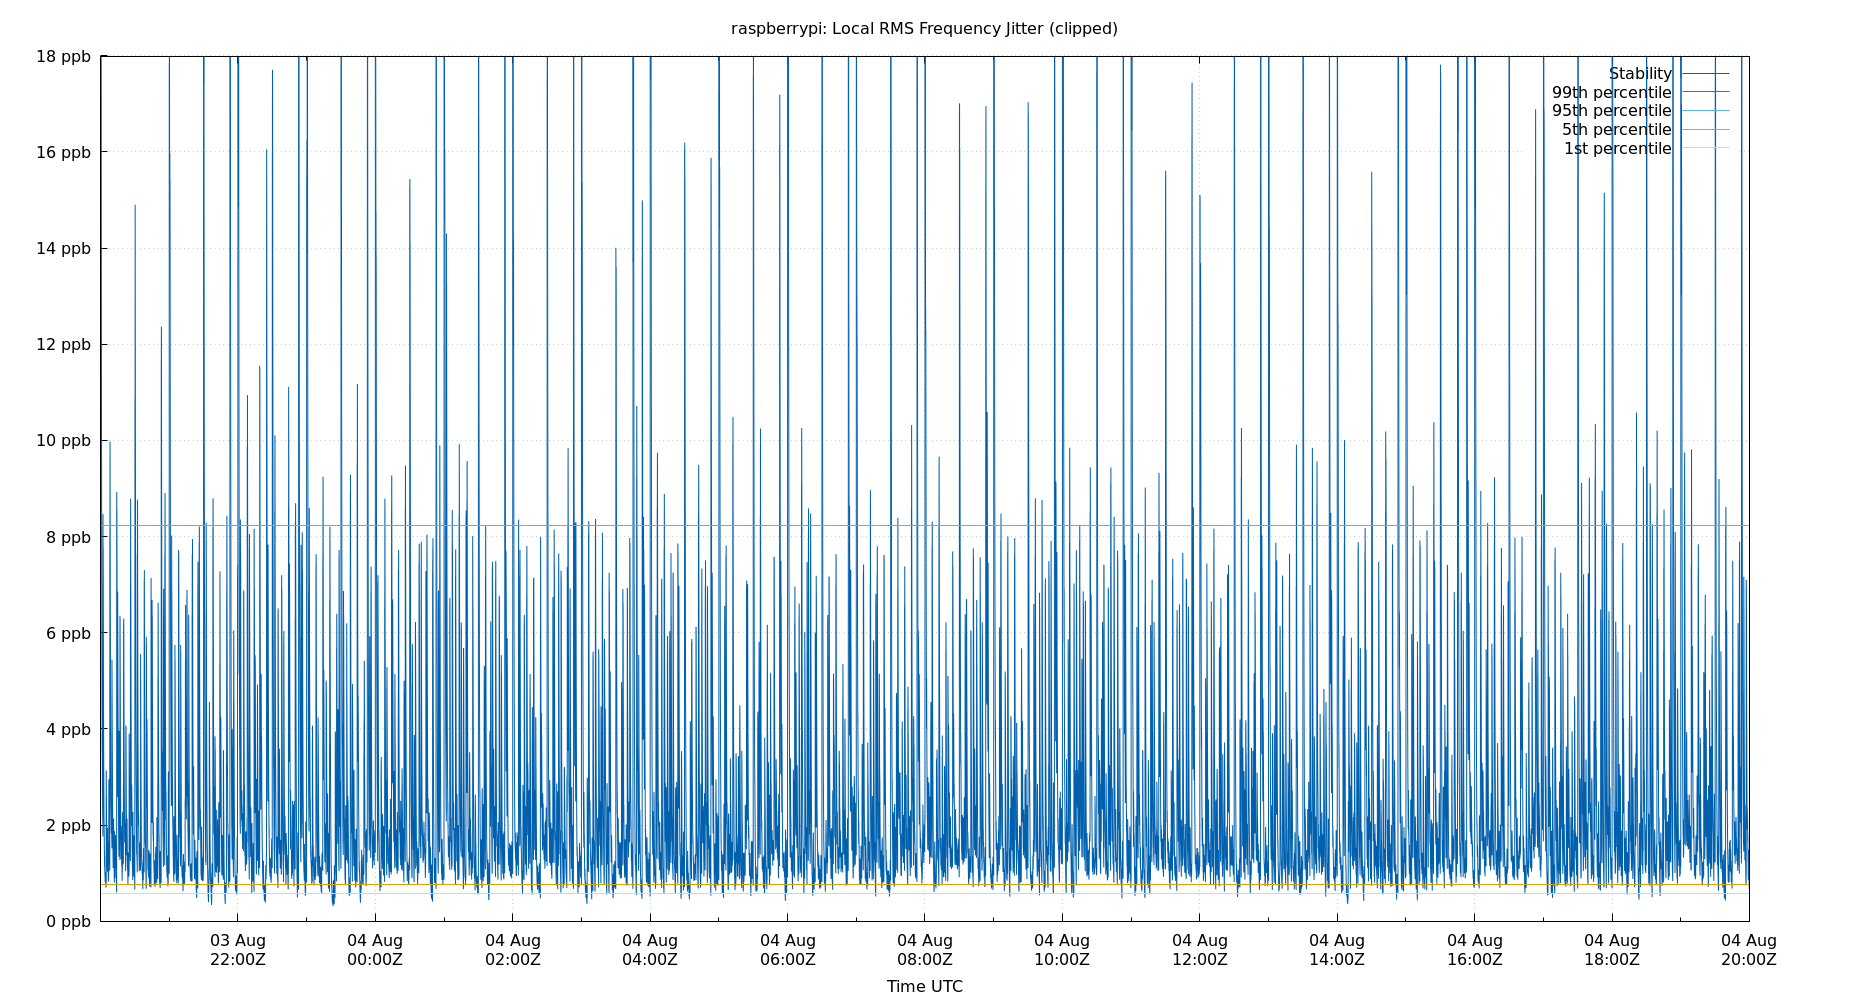 raspberrypi: Local RMS Frequency Jitter (clipped)
18 ppb
16 ppb
14 ppb
12 ppb
10 ppb
8 ppb
6 ppb
4 ppb
2 ppb
0 ppb
Stability
99th percentile
95th percentile
5th percentile
1st percentile
03 Aug 04 Aug 04 Aug 04 Aug 04 Aug 04 Aug 04 Aug 04 Aug 04 Aug 04 Aug 04 Aug 04 Aug
22:00Z 00:00Z 02:00Z 04:00Z 06:00Z 08:00Z 10:00Z 12:00Z 14:00Z 16:00Z 18:00Z 20:00Z
Time UTC